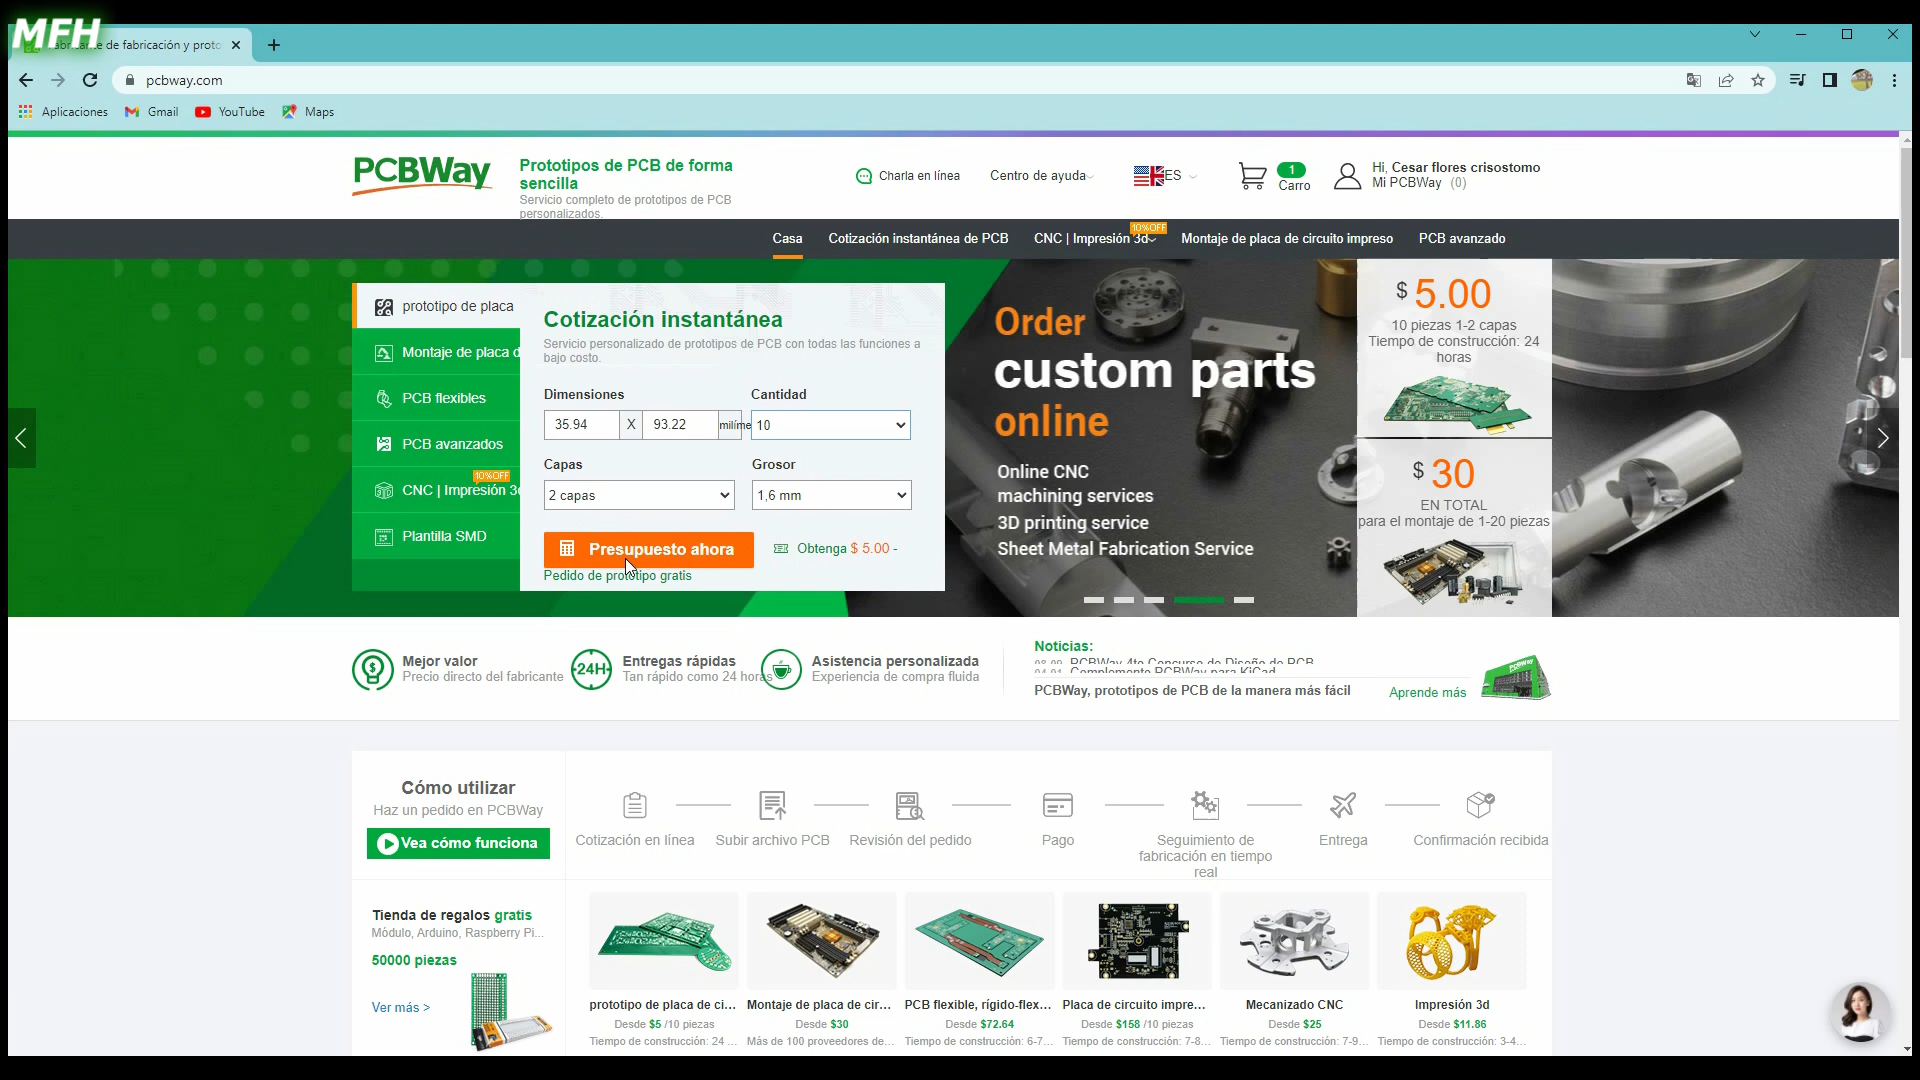 MFH
de fabricación y proto
pcbway.com
Aplicaciones
Gmail
YouTube
Maps
PCBWay
Prototipos de PCB de forma
sencilla
Servicio completo de prototipos de PCB
personalizados.
Charla en línea
Centro de ayuda
ES
1
Carro
Hi, Cesar flores crisostomo
Mi PCBWay (0)
Casa
Cotización instantánea de PCB
CNC | Impresión 3d
10%OFF
Montaje de placa de circuito impreso
PCB avanzado
prototipo de placa
Montaje de placa d
PCB flexibles
PCB avanzados
10%OFF
CNC | Impresión 3d
Plantilla SMD
Cotización instantánea
Servicio personalizado de prototipos de PCB con todas las funciones a
bajo costo.
Dimensiones
Cantidad
35.94 X 93.22 milíme
10
Capas
Grosor
2 capas
1,6 mm
Presupuesto ahora
Obtenga $ 5.00 -
Pedido de prototipo gratis
Order
custom parts
online
Online CNC
machining services
3D printing service
Sheet Metal Fabrication Service
$ 5.00
10 piezas 1-2 capas
Tiempo de construcción: 24
horas
$ 30
EN TOTAL
para el montaje de 1-20 piezas
Mejor valor
Precio directo del fabricante
24H
Entregas rápidas
Tan rápido como 24 horas
Asistencia personalizada
Experiencia de compra fluida
Noticias:
PCBWay 4to Concurso de Diseño de PCB
Complemento PCBWay para KiCad
PCBWay, prototipos de PCB de la manera más fácil
Aprende más
Cómo utilizar
Haz un pedido en PCBWay
Vea cómo funciona
Cotización en línea
Subir archivo PCB
Revisión del pedido
Pago
Seguimiento de
fabricación en tiempo
real
Entrega
Confirmación recibida
Tienda de regalos gratis
Módulo, Arduino, Raspberry Pi...
50000 piezas
Ver más >
prototipo de placa de ci...
Desde $5 /10 piezas
Tiempo de construcción: 24 ...
Montaje de placa de cir...
Desde $30
Más de 100 proveedores de...
PCB flexible, rígido-flex...
Desde $72.64
Tiempo de construcción: 6-7...
Placa de circuito impre...
Desde $158 /10 piezas
Tiempo de construcción: 7-8...
Mecanizado CNC
Desde $25
Tiempo de construcción: 7-9...
Impresión 3d
Desde $11.86
Tiempo de construcción: 3-4...